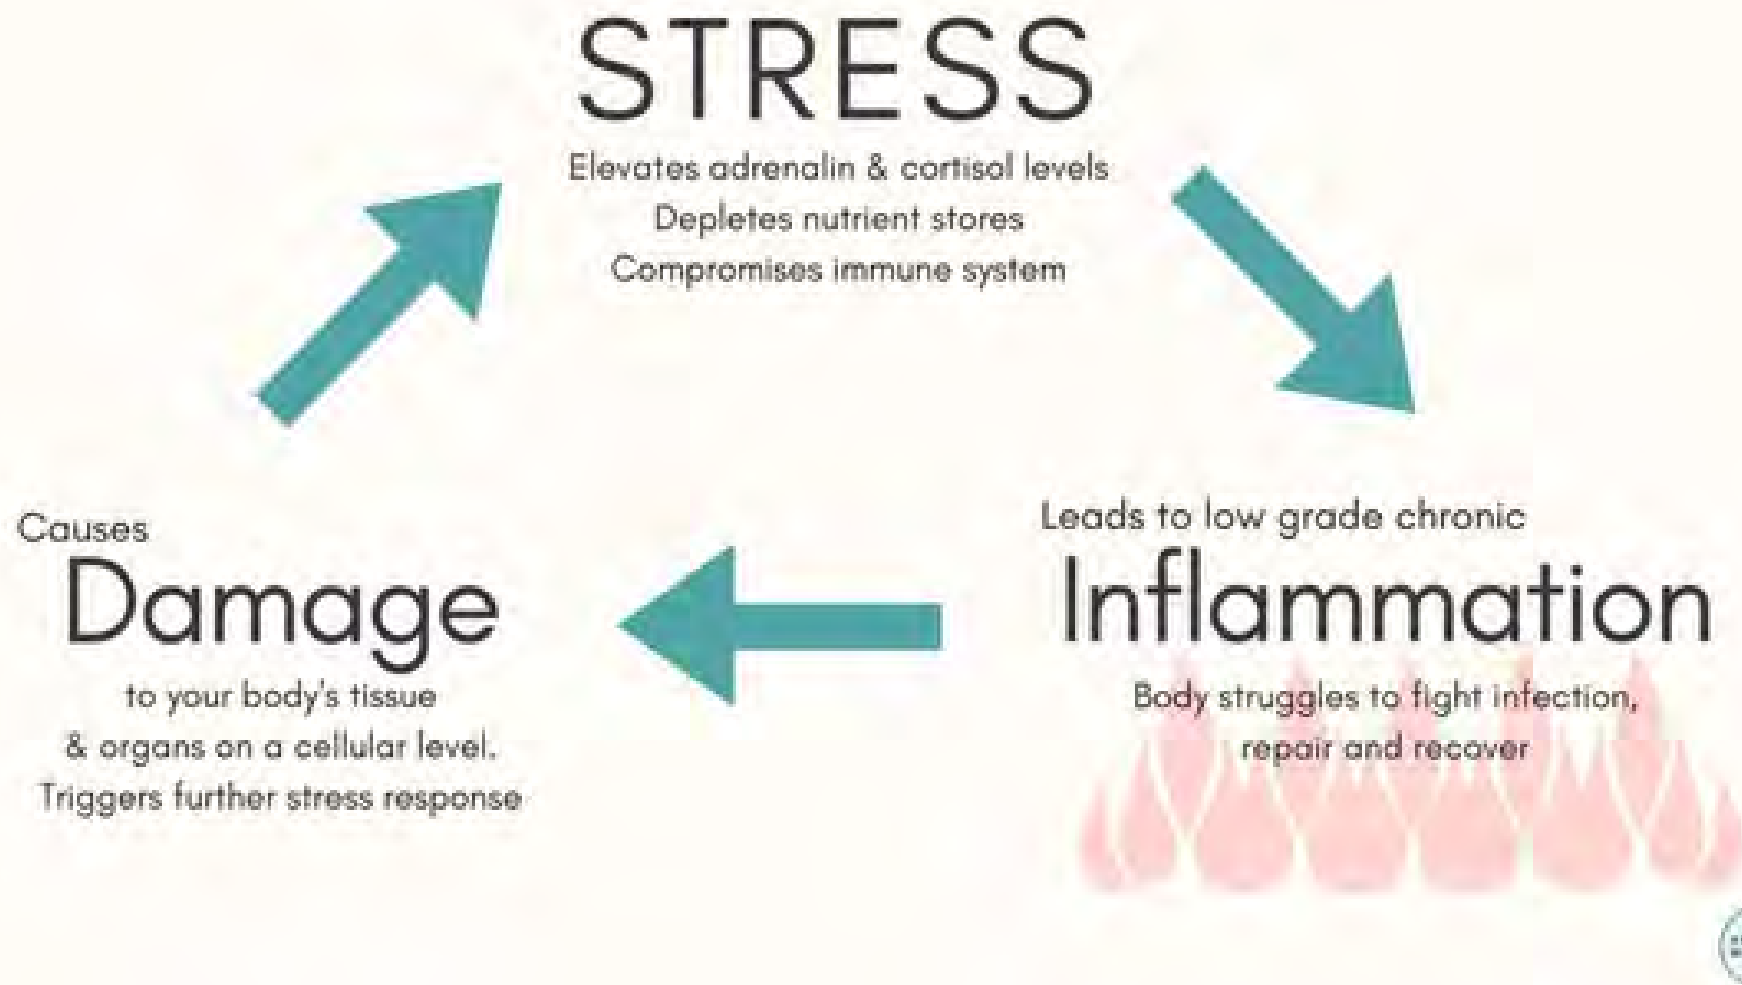 STRESS
Elevates adrenalin & cortisol levels
Depletes nutrient stores
Compromises immune system
Leads to low grade chronic
Inflammation
Body struggles to fight infection,
repair and recover
Causes
Damage
to your body's tissue
& organs on a cellular level.
Triggers further stress response